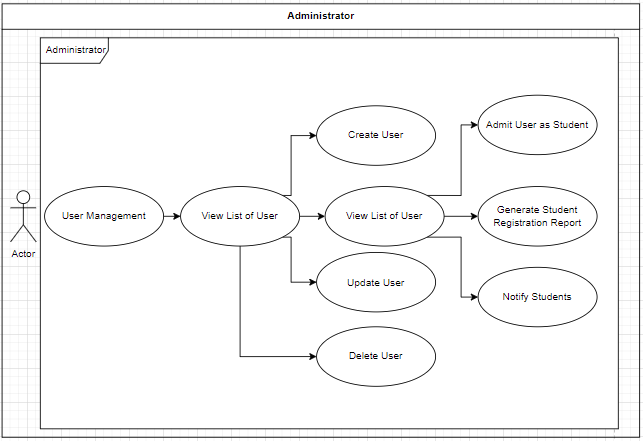 Administrator
Administrator
Create User
Admit User as Student
User Management
View List of User
View List of User
Generate Student
Registration Report
Actor
Update User
Notify Students
Delete User